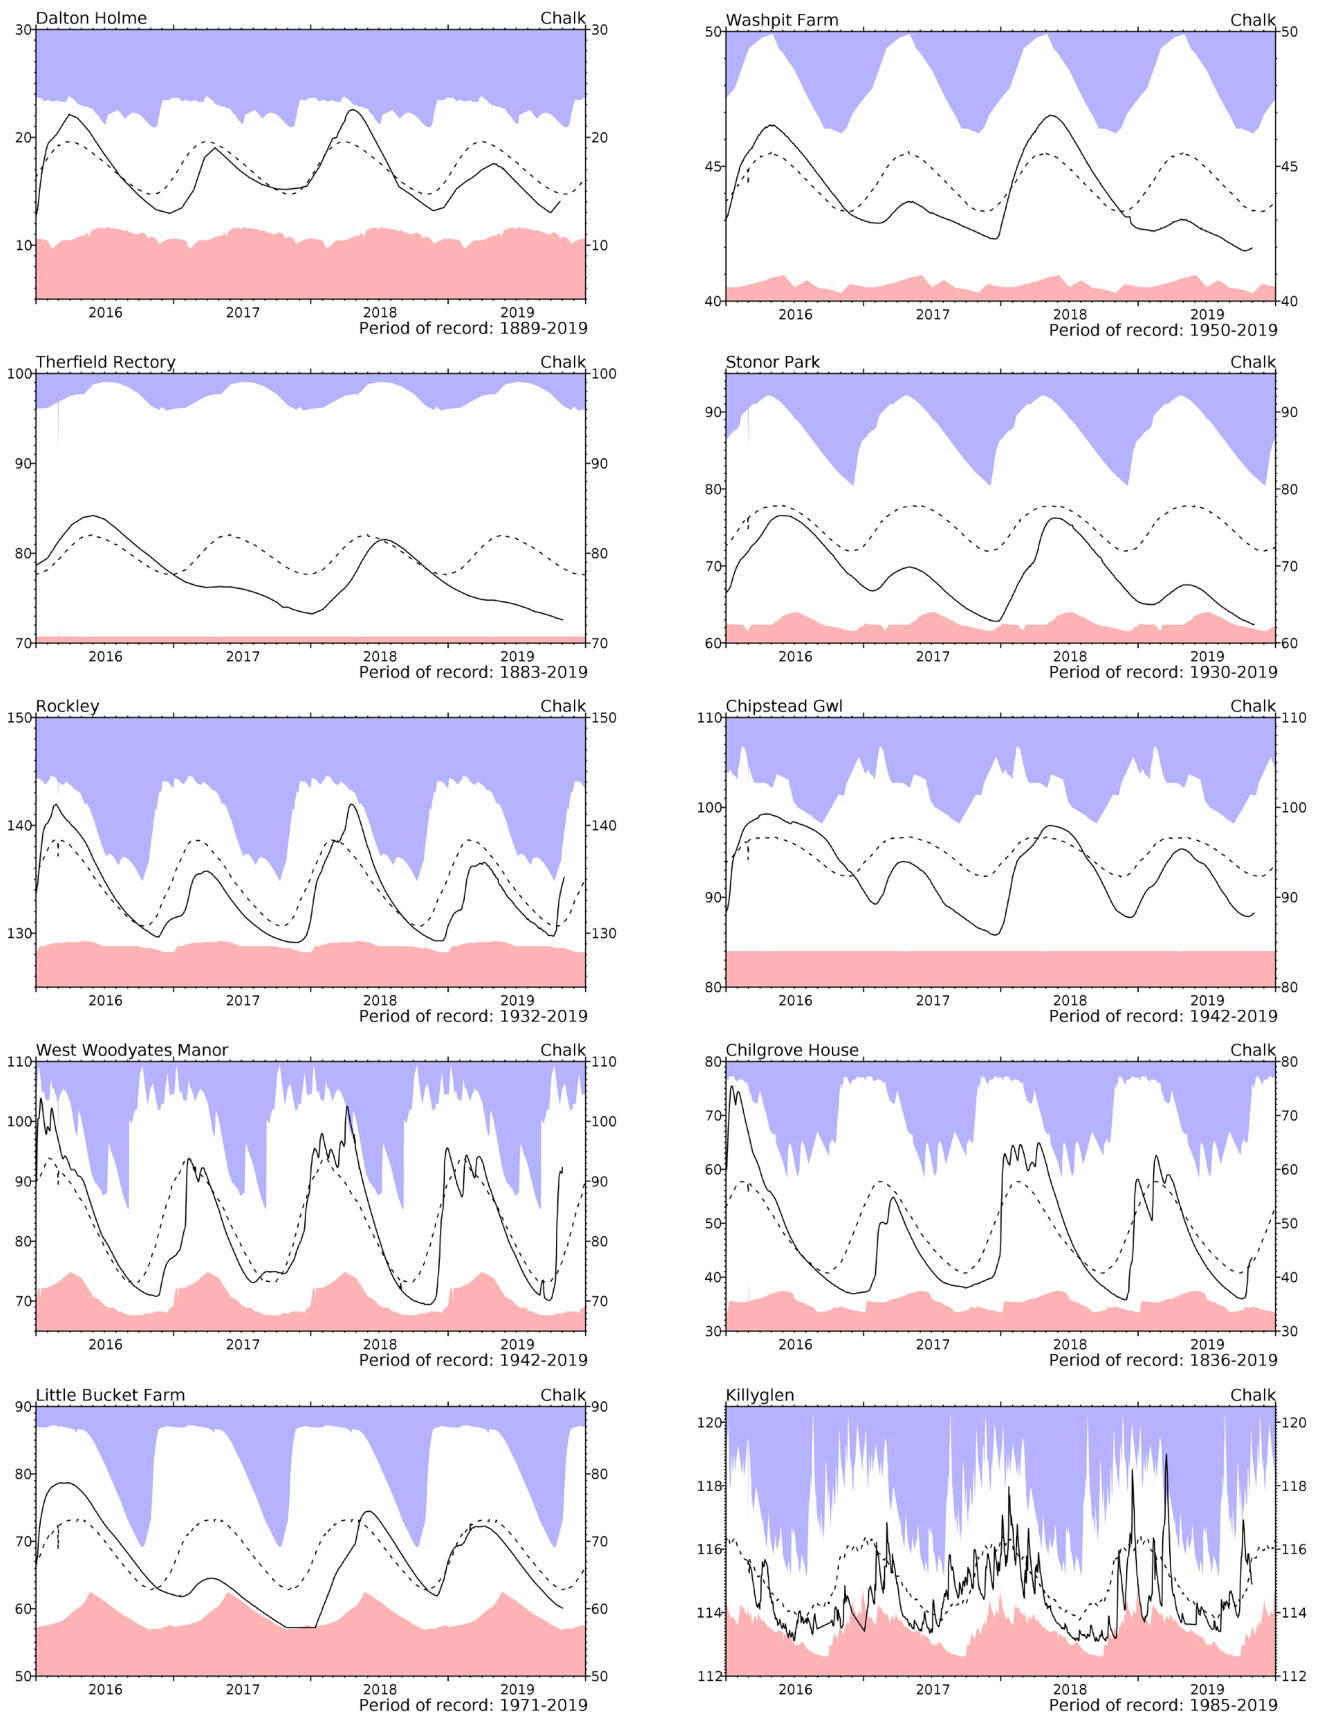 Dalton Holme Chalk Washpit Farm Chalk
30 30 50 50
20 20 45 45
10 10 40 40
2016 2017 2018 2019 2016 2017 2018 2019
Period of record: 1889-2019 Period of record: 1950-2019
Therfield Rectory Chalk Stonor Park Chalk
100 100 90 90
90 90 80 80
80 80 70 70
70 70 60 60
2016 2017 2018 2019 2016 2017 2018 2019
Period of record: 1883-2019 Period of record: 1930-2019
Rockley Chalk Chipstead Gwl Chalk
150 150 110 110
140 140 100 100
130 130 90 90
80 80
2016 2017 2018 2019 2016 2017 2018 2019
Period of record: 1932-2019 Period of record: 1942-2019
West Woodyates Manor Chalk Chilgrove House Chalk
110 110 80 80
100 100 70 70
90 90 60 60
80 80 50 50
70 70 40 40
30 30
2016 2017 2018 2019 2016 2017 2018 2019
Period of record: 1942-2019 Period of record: 1836-2019
Little Bucket Farm Chalk Killyglen Chalk
90 90 120 120
80 80 118 118
70 70 116 116
60 60 114 114
50 50 112 112
2016 2017 2018 2019 2016 2017 2018 2019
Period of record: 1971-2019 Period of record: 1985-2019